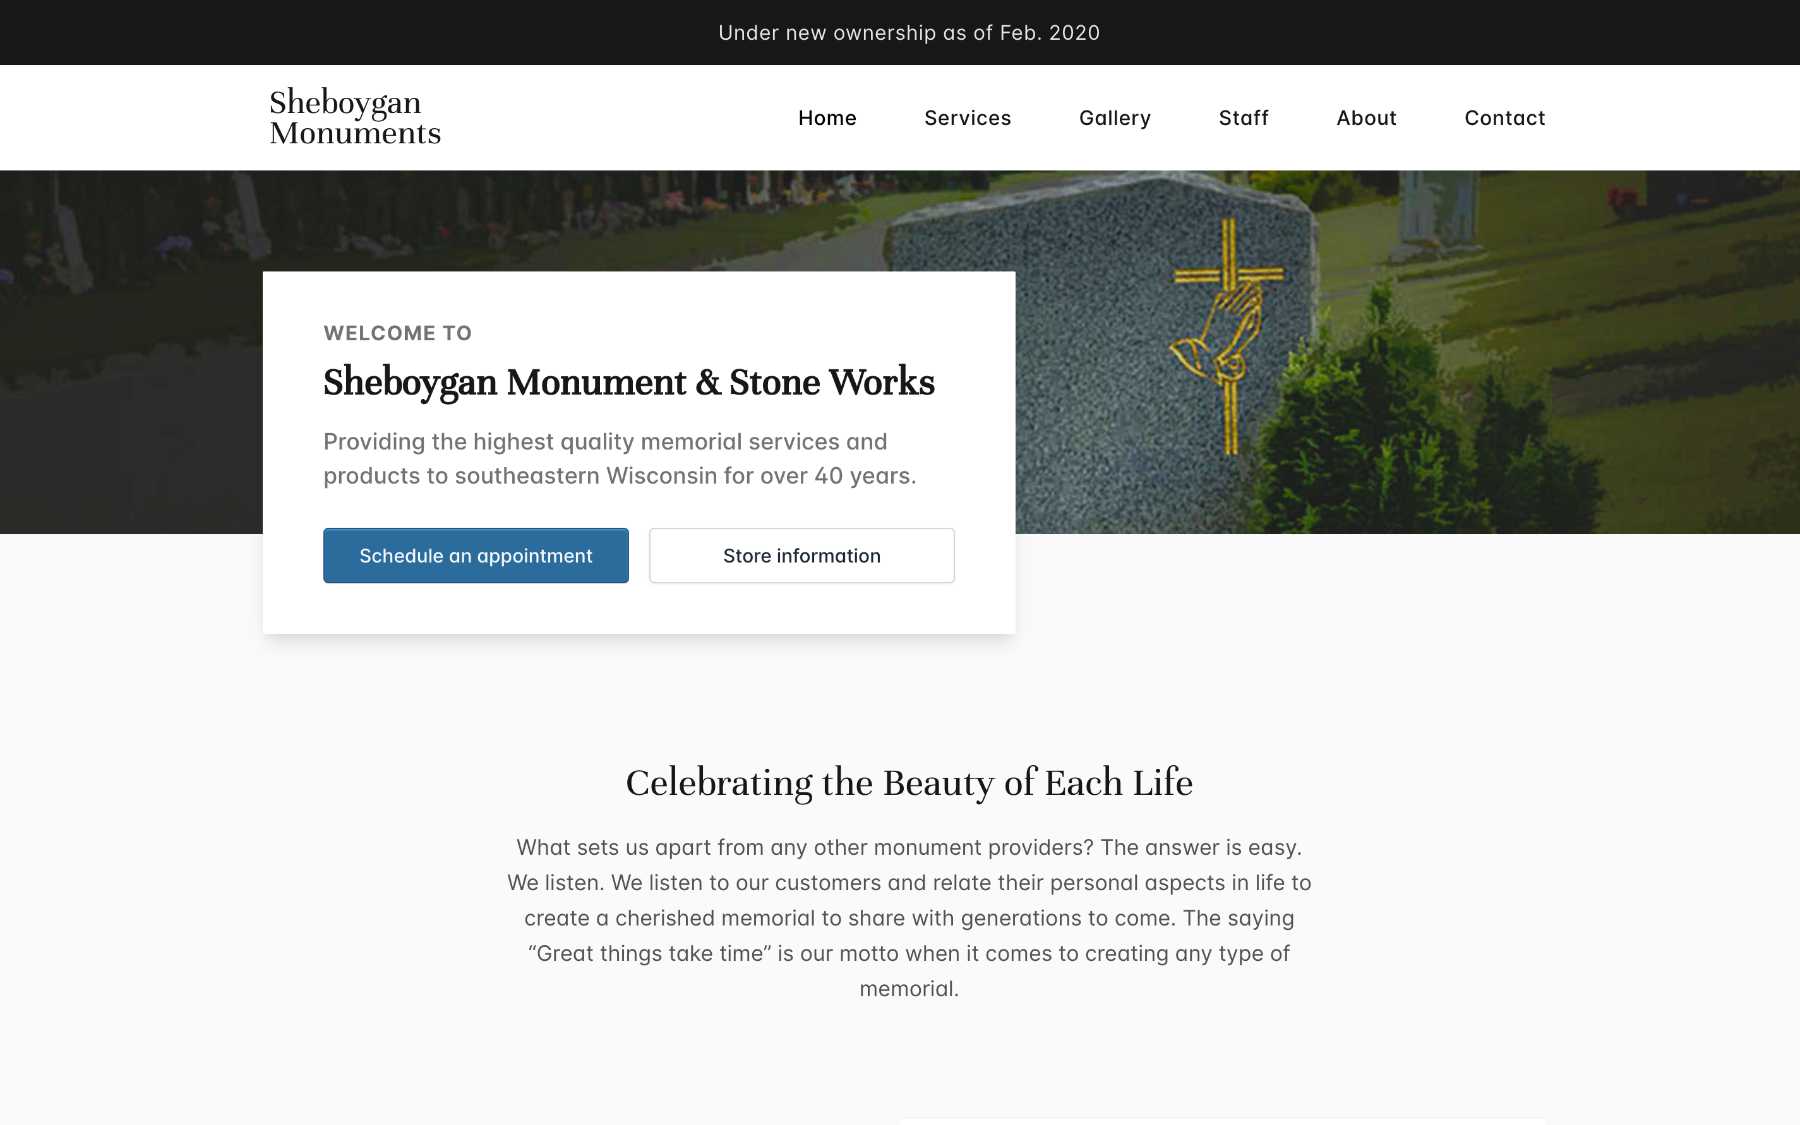 Under new ownership as of Feb. 2020
Sheboygan
Monuments
Home
Services
Gallery
Staff
About
Contact
WELCOME TO
Sheboygan Monument & Stone Works
Providing the highest quality memorial services and
products to southeastern Wisconsin for over 40 years.
Schedule an appointment
Store information
Celebrating the Beauty of Each Life
What sets us apart from any other monument providers? The answer is easy.
We listen. We listen to our customers and relate their personal aspects in life to
create a cherished memorial to share with generations to come. The saying
“Great things take time” is our motto when it comes to creating any type of
memorial.